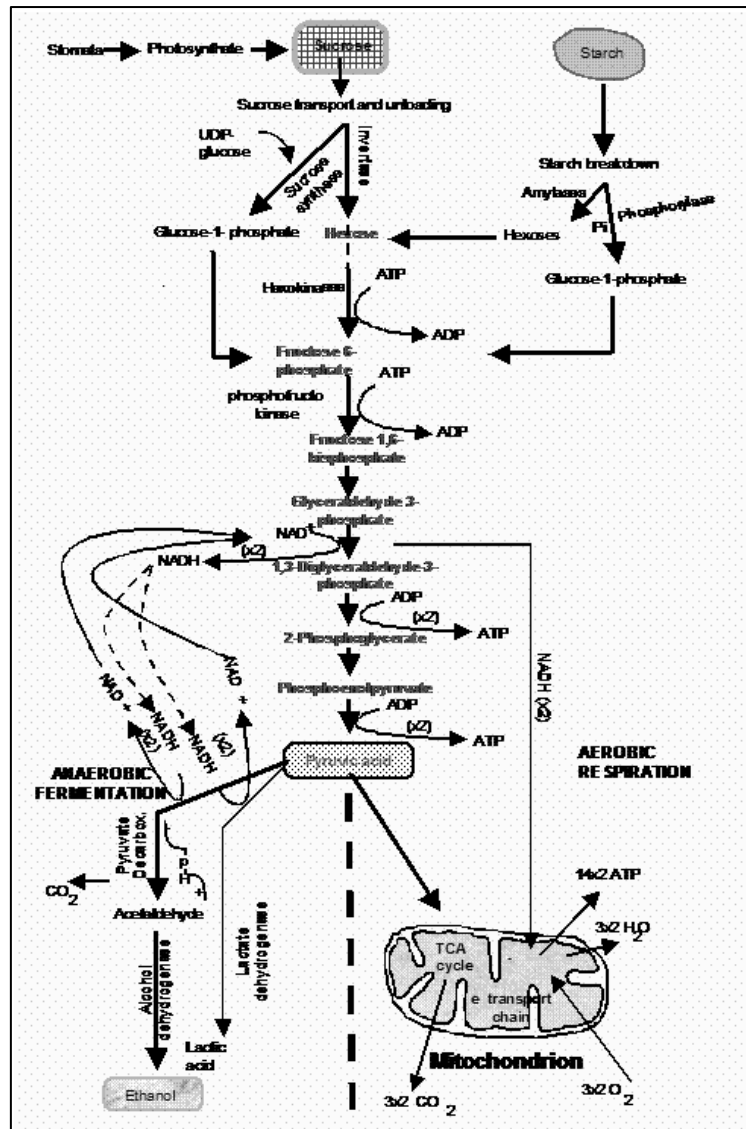 Stomata
Photosynthate
Sucrose
Starch
Sucrose transport and unloading
UDP-
glucose
Sucrose
synthase
Invertase
Starch breakdown
Amylases
Pi
Phosphorylase
Glucose-1- phosphate
Hexose
Hexoses
Glucose-1-phosphate
Hexokinase
ATP
ADP
Fructose 6-
phosphate
ATP
phosphofructo
kinase
ADP
Fructose 1,6-
bisphosphate
Glyceraldehyde 3-
phosphate
NAD+
(x2)
NADH
1,3-Diglyceraldehyde-3-
phosphate
ADP
(x2)
ATP
2-Phosphoglycerate
NADH (x2)
Phosphoenolpyruvate
NAD +
(x2)
NADH
NADH
(x2)
NAD +
ADP
(x2)
ATP
Pyruvic acid
ANAEROBIC
FERMENTATION
AEROBIC
RESPIRATION
Pyruvate
Decarbox.
P
H
+
CO2
Acetaldehyde
Lactate
dehydrogenase
Alcohol
dehydrogenase
Lactic
acid
Ethanol
14x2 ATP
3x2 H2O
TCA
cycle
e transport
chain
Mitochondrion
3x2 CO2
3x2 O2